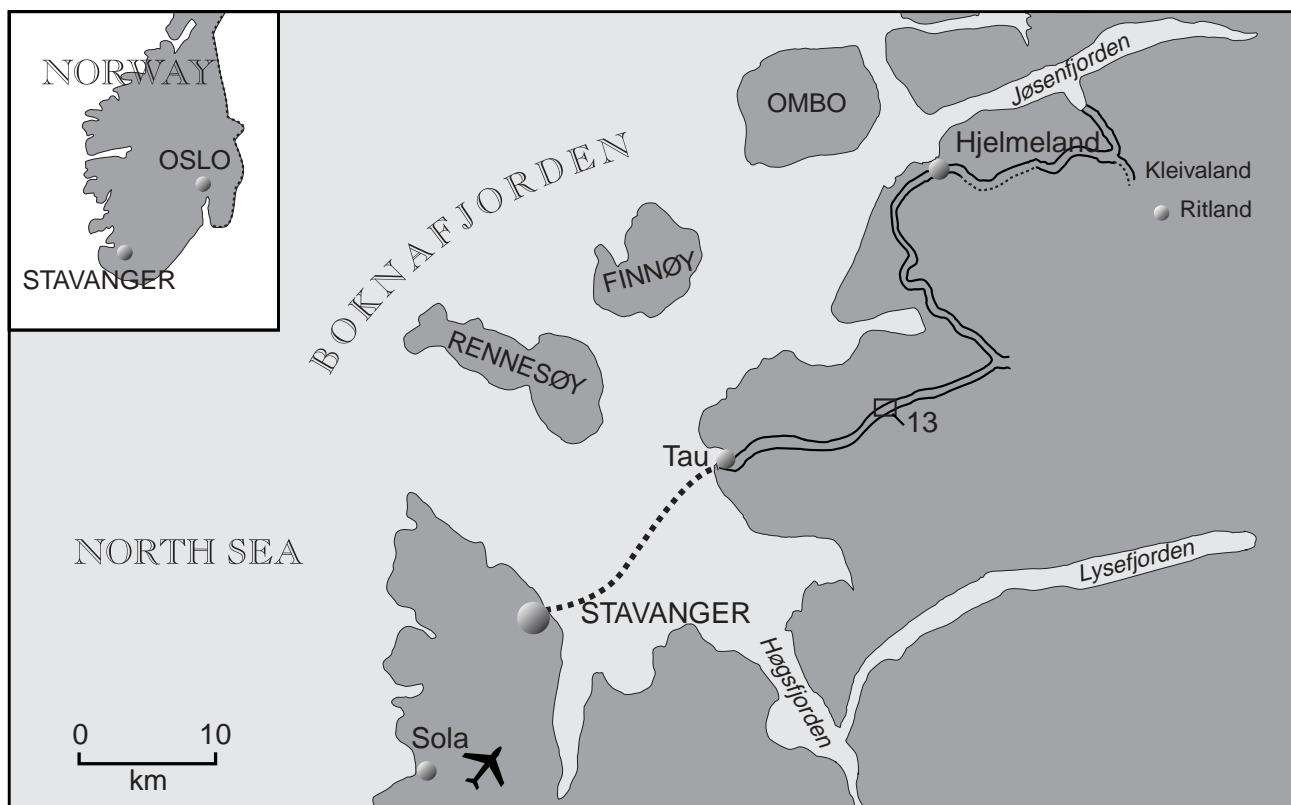 NORWAY
OSLO
STAVANGER
BOKNAFJORDEN
OMBO
Jøsenfjorden
Hjelmeland
Kleivaland
Ritland
FINNØY
RENNESØY
13
Tau
NORTH SEA
Lysefjorden
STAVANGER
Høgsfjorden
0 10
km
Sola